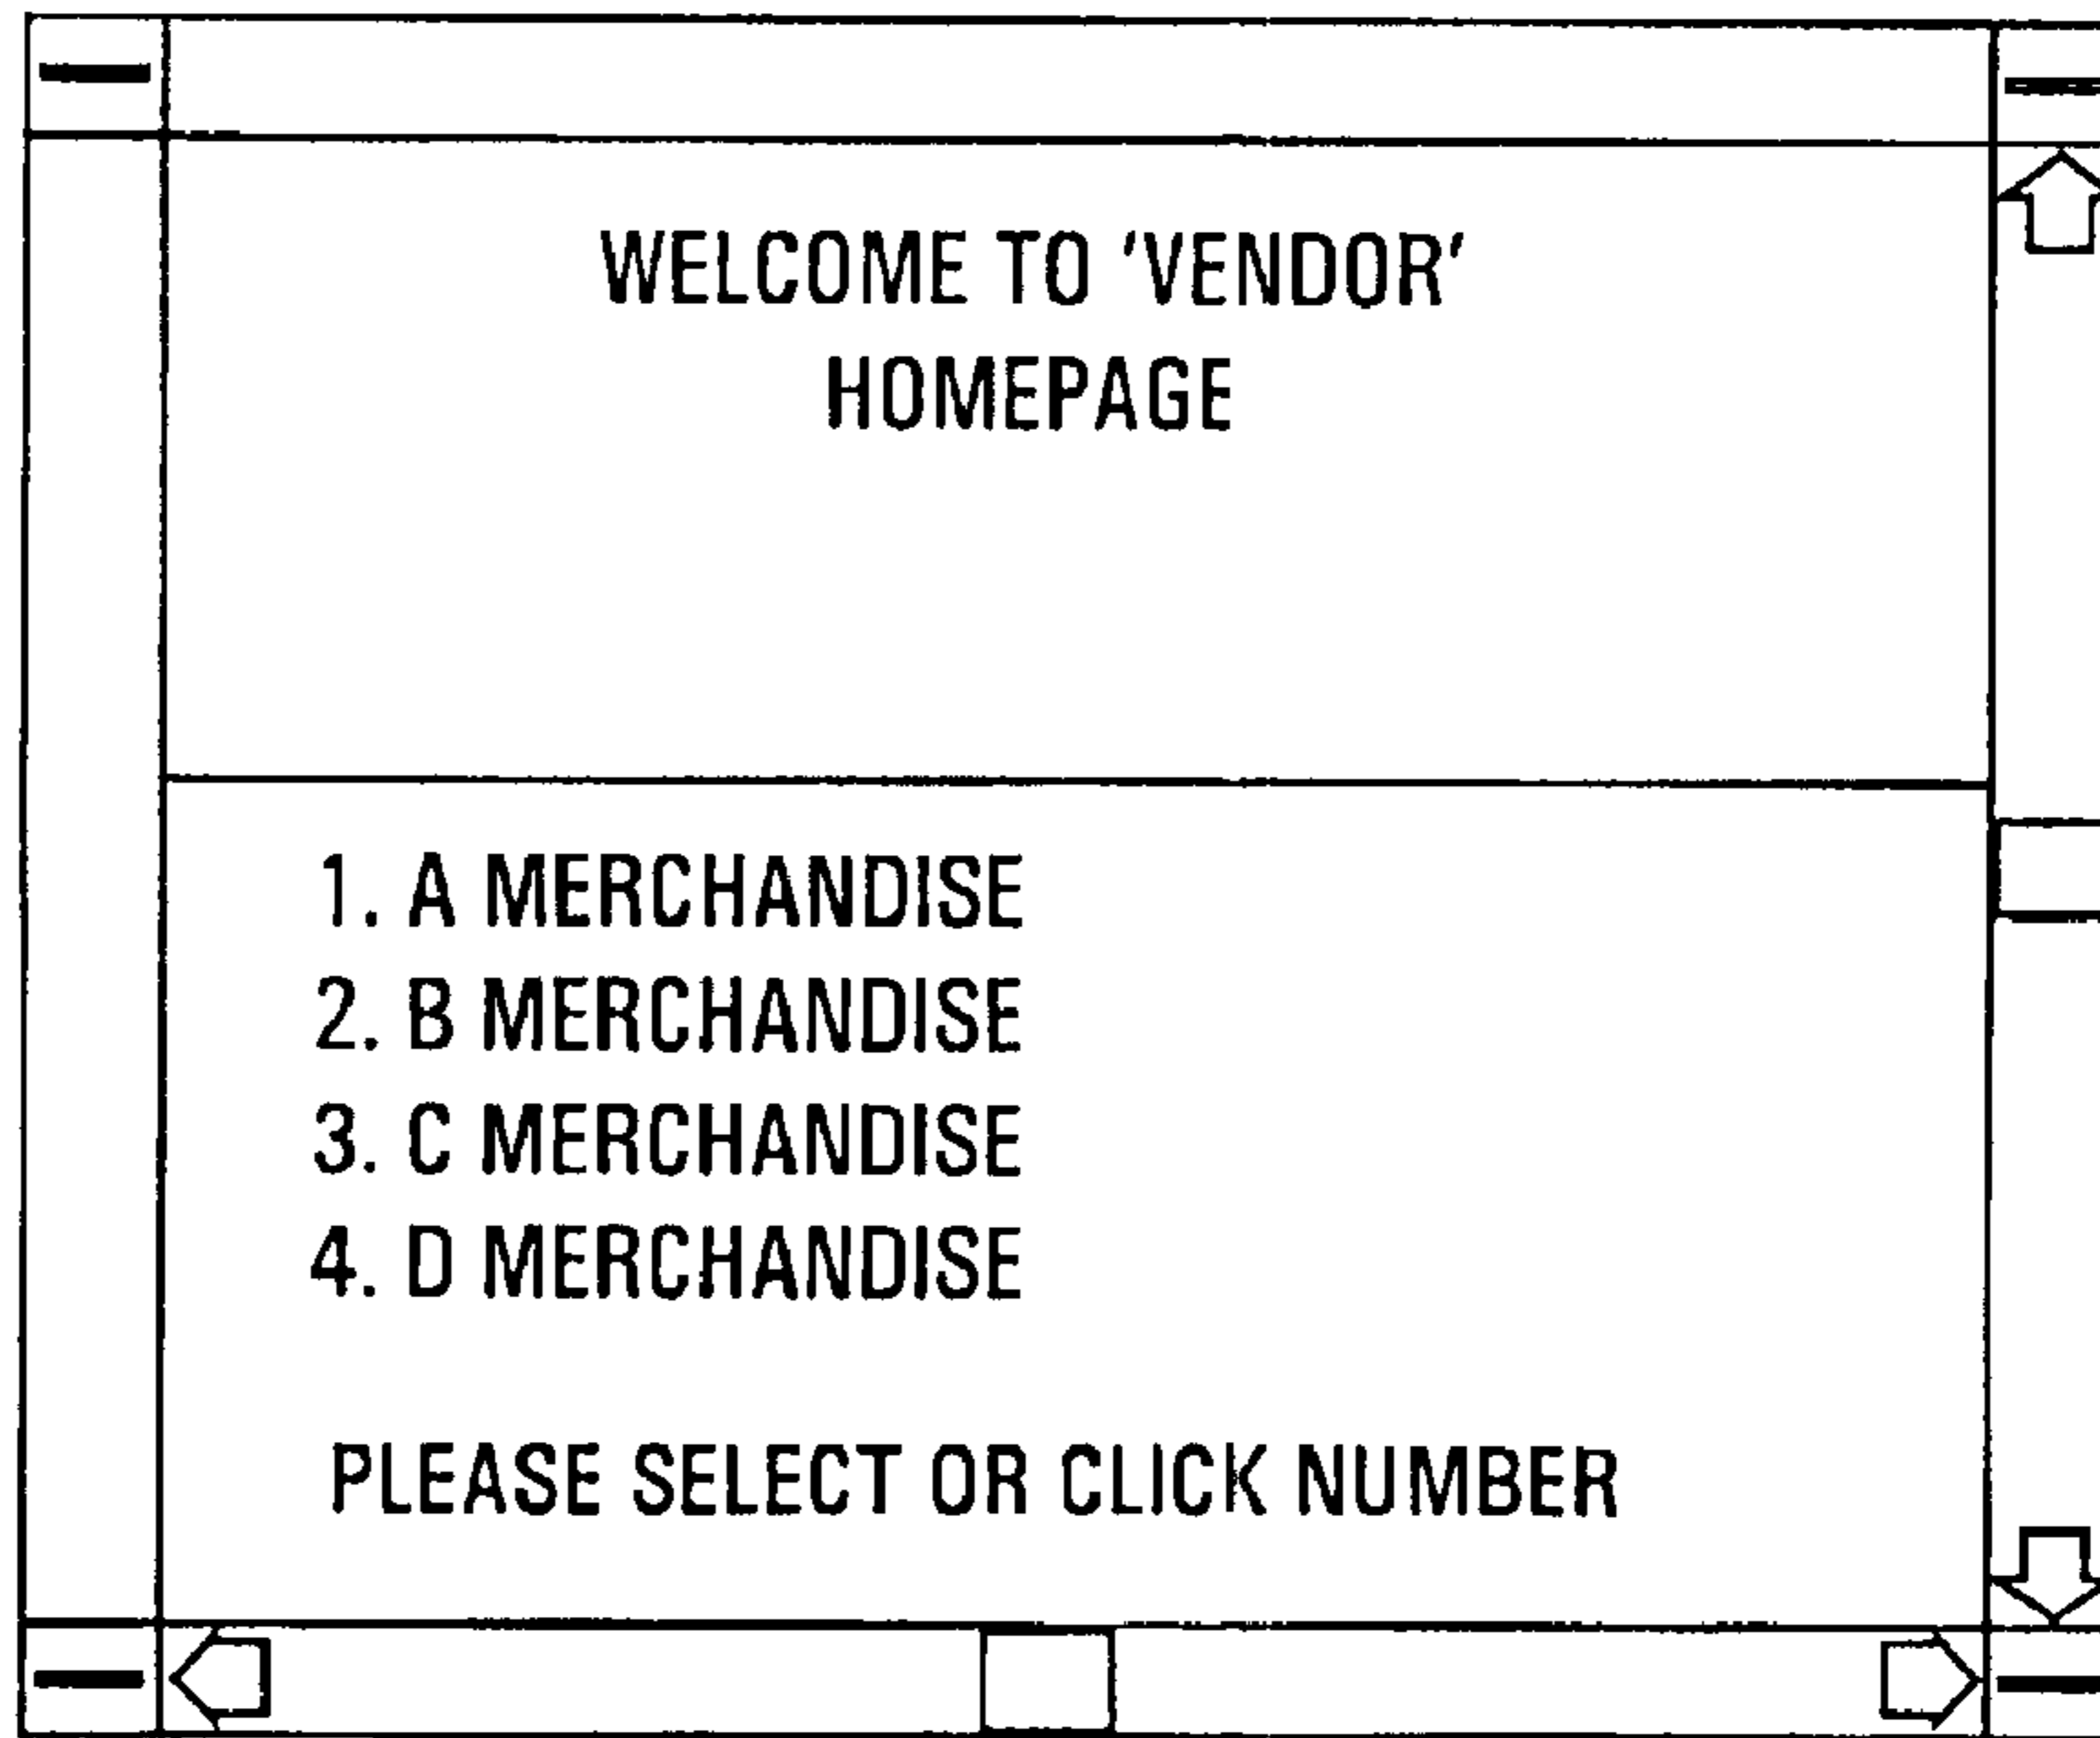 WELCOME TO 'VENDOR'
HOMEPAGE
1. A MERCHANDISE
2. B MERCHANDISE
3. C MERCHANDISE
4. D MERCHANDISE
PLEASE SELECT OR CLICK NUMBER